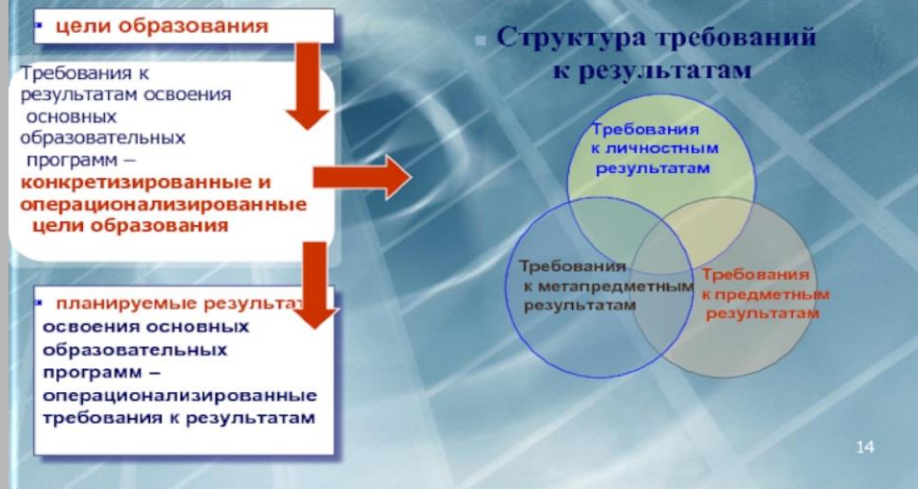 цели образования
Требования к
результатам освоения
основных
образовательных
программ –
конкретизированные и
операционализированные
цели образования
планируемые результат
освоения основных
образовательных
программ –
операционализированные
требования к результатам
Структура требований
к результатам
Требования
к личностным
результатам
Требования
к метапредметным
результатам
Требования
к предметным
результатам
14